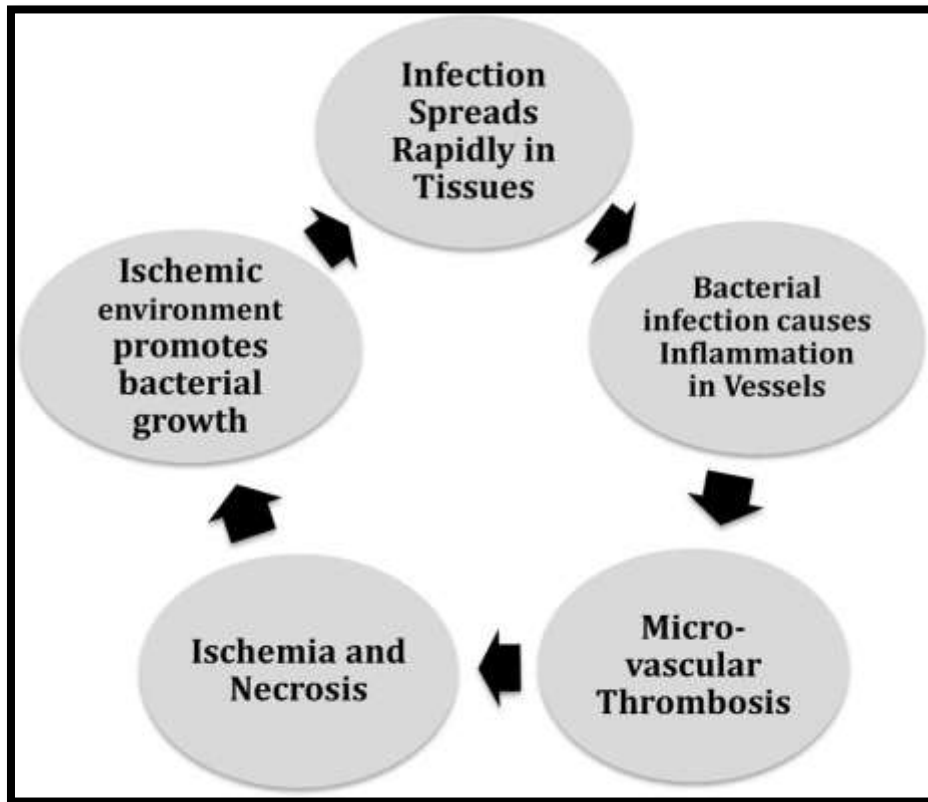 Infection
Spreads
Rapidly in
Tissues
Bacterial
infection causes
Inflammation
in Vessels
Micro-
vascular
Thrombosis
Ischemia and
Necrosis
Ischemic
environment
promotes
bacterial
growth